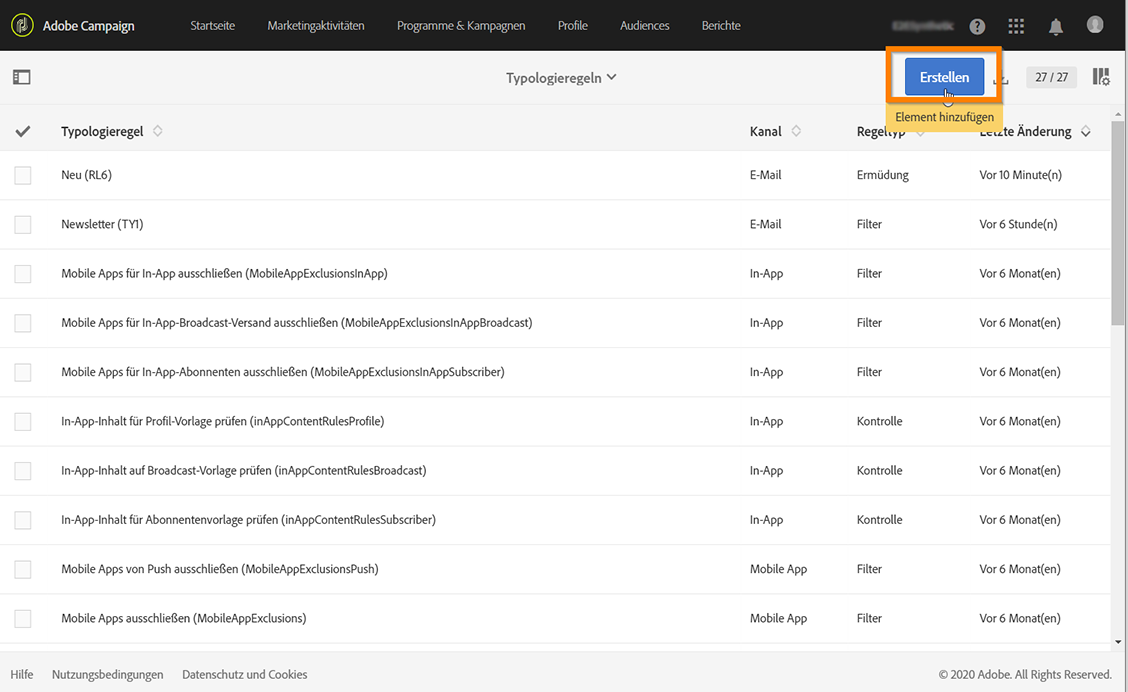 Adobe Campaign Startseite Marketingaktivitäten Programme & Kampagnen Profile Audiences Berichte
Typologieregeln Erstellen 27 / 27
Element hinzufügen
Typologieregel Kanal Regeltyp Letzte Änderung
Neu (RL6) E-Mail Ermüdung Vor 10 Minute(n)
Newsletter (TY1) E-Mail Filter Vor 6 Stunde(n)
Mobile Apps für In-App ausschließen (MobileAppExclusionsInApp) In-App Filter Vor 6 Monat(en)
Mobile Apps für In-App-Broadcast-Versand ausschließen (MobileAppExclusionsInAppBroadcast) In-App Filter Vor 6 Monat(en)
Mobile Apps für In-App-Abonnenten ausschließen (MobileAppExclusionsInAppSubscriber) In-App Filter Vor 6 Monat(en)
In-App-Inhalt für Profil-Vorlage prüfen (inAppContentRulesProfile) In-App Kontrolle Vor 6 Monat(en)
In-App-Inhalt auf Broadcast-Vorlage prüfen (inAppContentRulesBroadcast) In-App Kontrolle Vor 6 Monat(en)
In-App-Inhalt für Abonnentenvorlage prüfen (inAppContentRulesSubscriber) In-App Kontrolle Vor 6 Monat(en)
Mobile Apps von Push ausschließen (MobileAppExclusionsPush) Mobile App Filter Vor 6 Monat(en)
Mobile Apps ausschließen (MobileAppExclusions) Mobile App Filter Vor 6 Monat(en)
Hilfe Nutzungsbedingungen Datenschutz und Cookies © 2020 Adobe. All Rights Reserved.